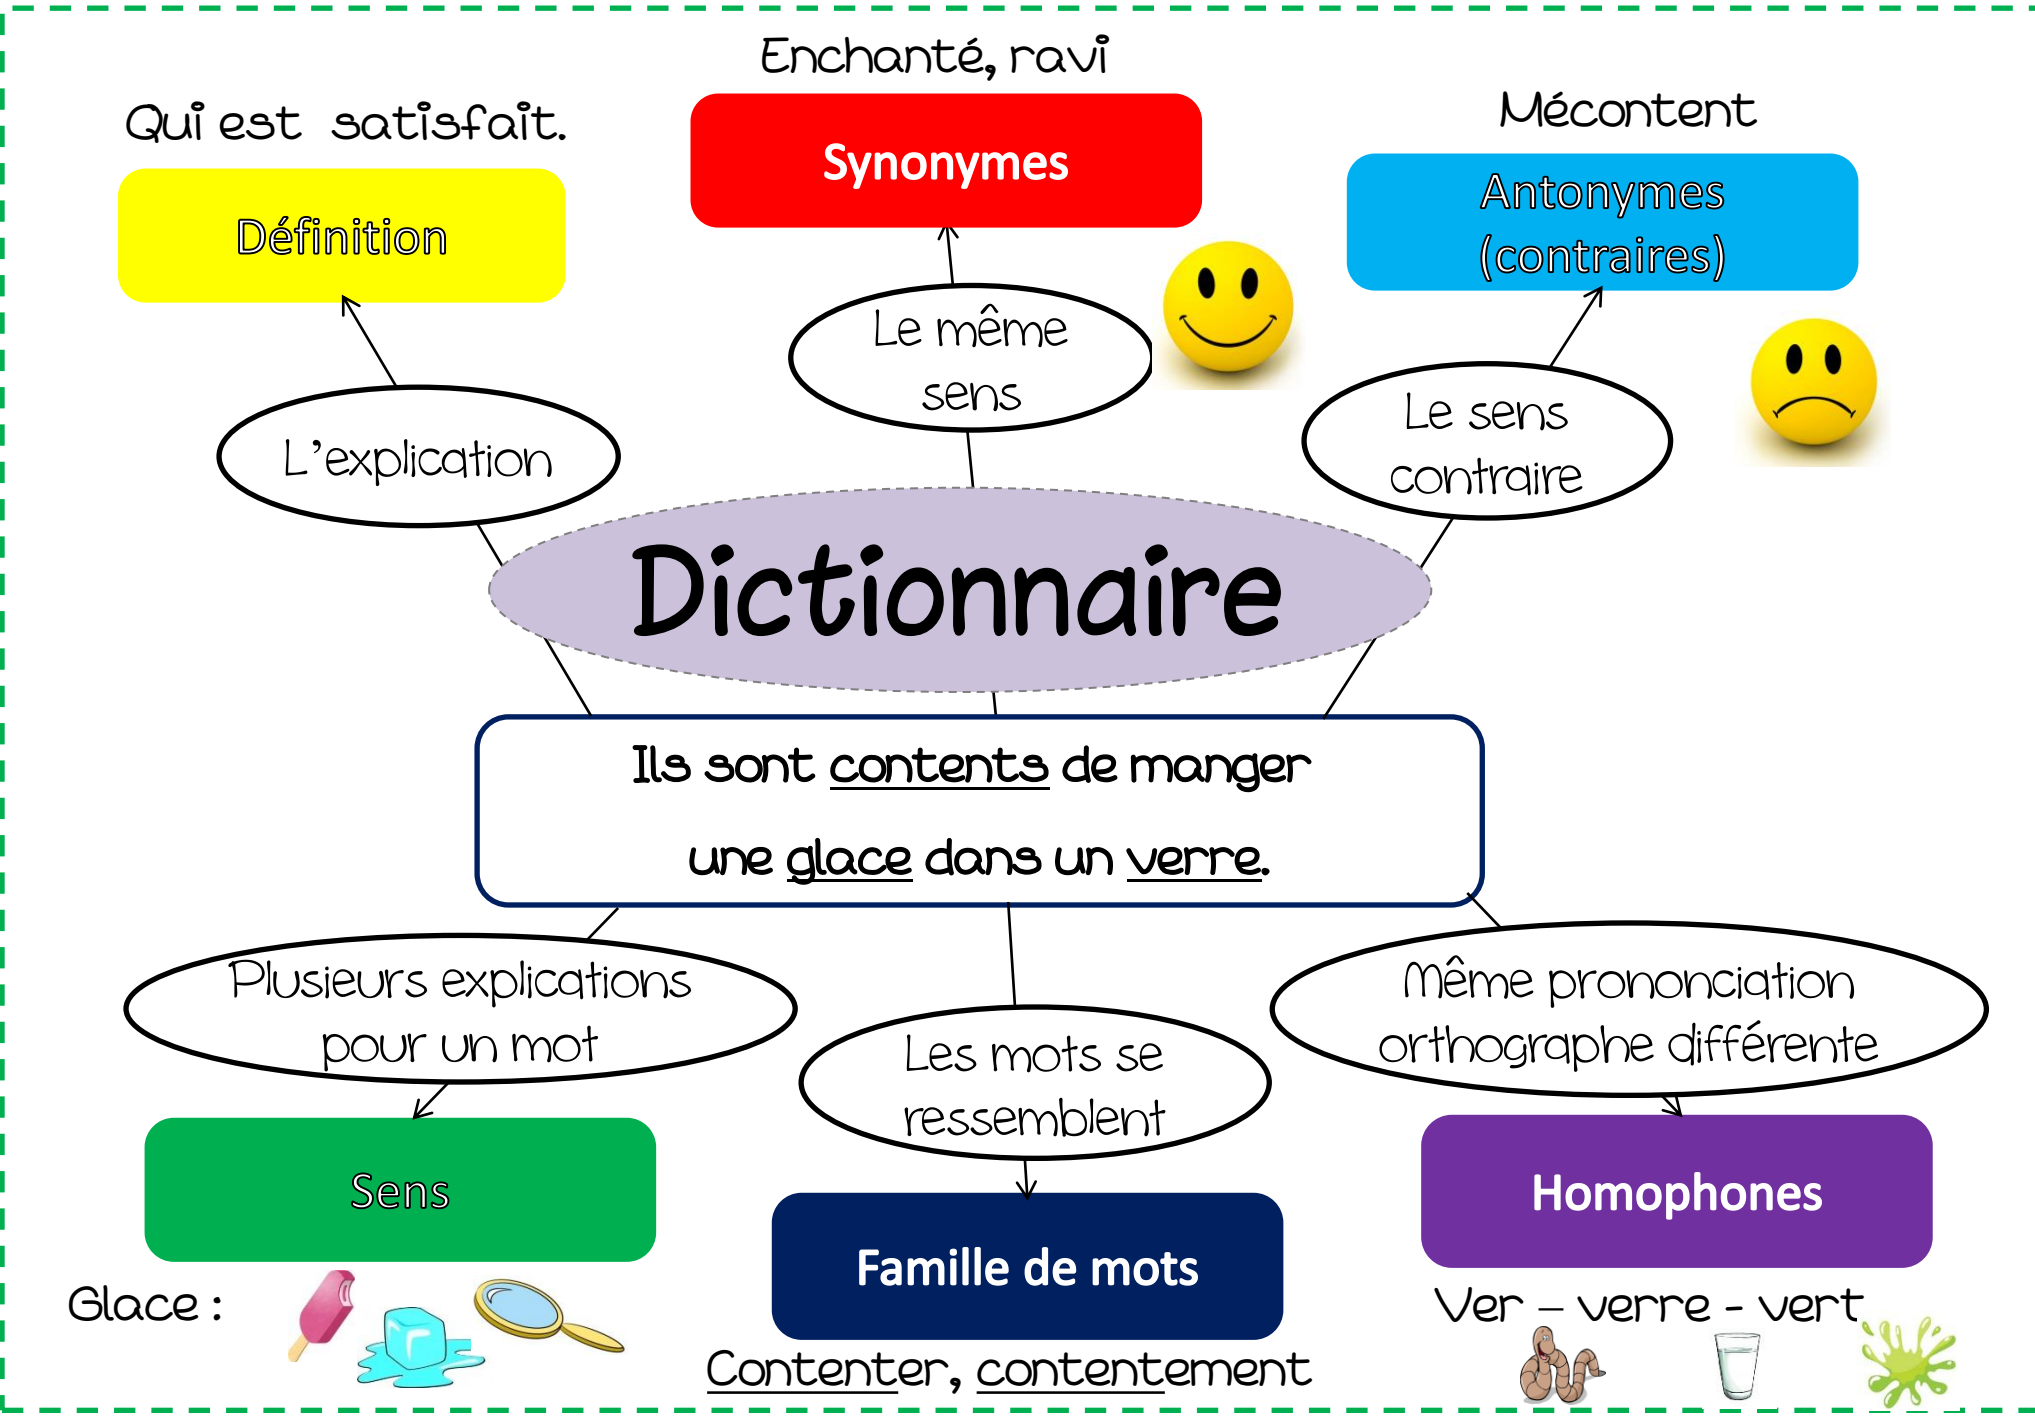 Enchanté, ravi
Qui est satisfait.
Mécontent
Synonymes
Définition
Antonymes
(contraires)
Le même
sens
L’explication
Le sens
contraire
Dictionnaire
Ils sont contents de manger
une glace dans un verre.
Plusieurs explications
pour un mot
Les mots se
ressemblent
Même prononciation
orthographe différente
Sens
Famille de mots
Homophones
Glace :
Contenter, contentement
Ver – verre - vert